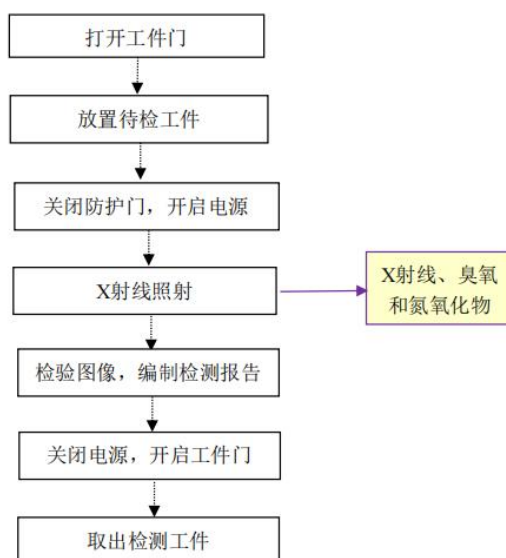 打开工件门
放置待检工件
关闭防护门，开启电源
X射线照射
X射线、臭氧
和氮氧化物
检验图像，编制检测报告
关闭电源，开启工件门
取出检测工件